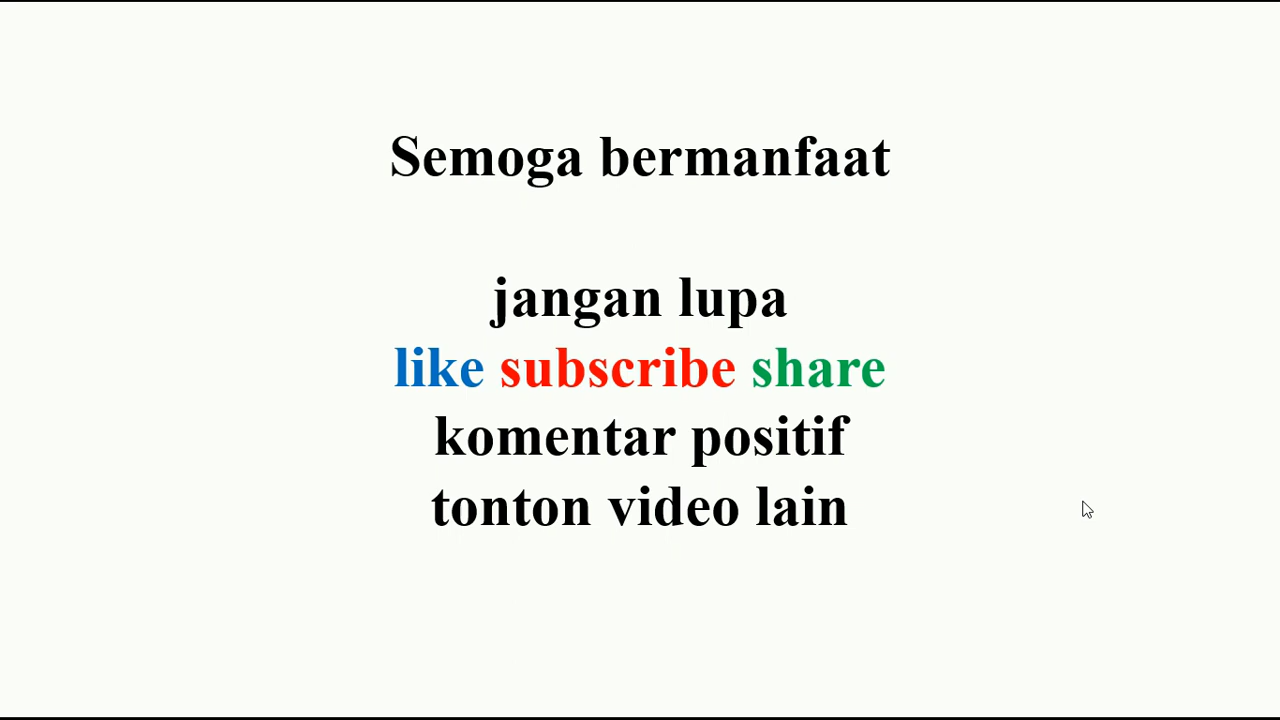 Semoga bermanfaat
jangan lupa
like subscribe share
komentar positif
tonton video lain